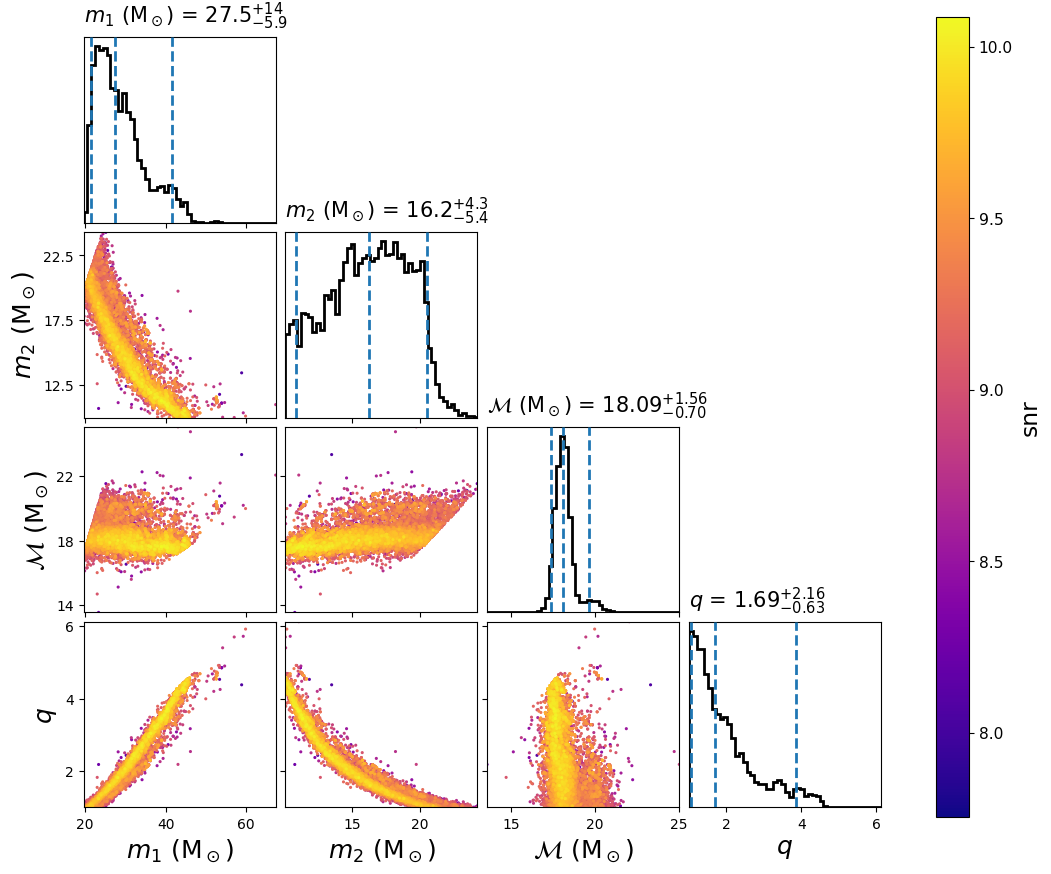 m₁ (M⊙) = 27.5⁺¹⁴₋₅.₉
10.0
m₂ (M⊙) = 16.2⁺⁴·³₋₅.₄
9.5
22.5
17.5
12.5
m₂ (M⊙)
9.0
snr
ℳ (M⊙) = 18.09⁺¹·⁵⁶₋₀.₇₀
22
18
14
ℳ (M⊙)
8.5
q = 1.69⁺²·¹⁶₋₀.₆₃
6
4
2
q
8.0
20 40 60 15 20 15 20 25 2 4 6
m₁ (M⊙) m₂ (M⊙) ℳ (M⊙) q